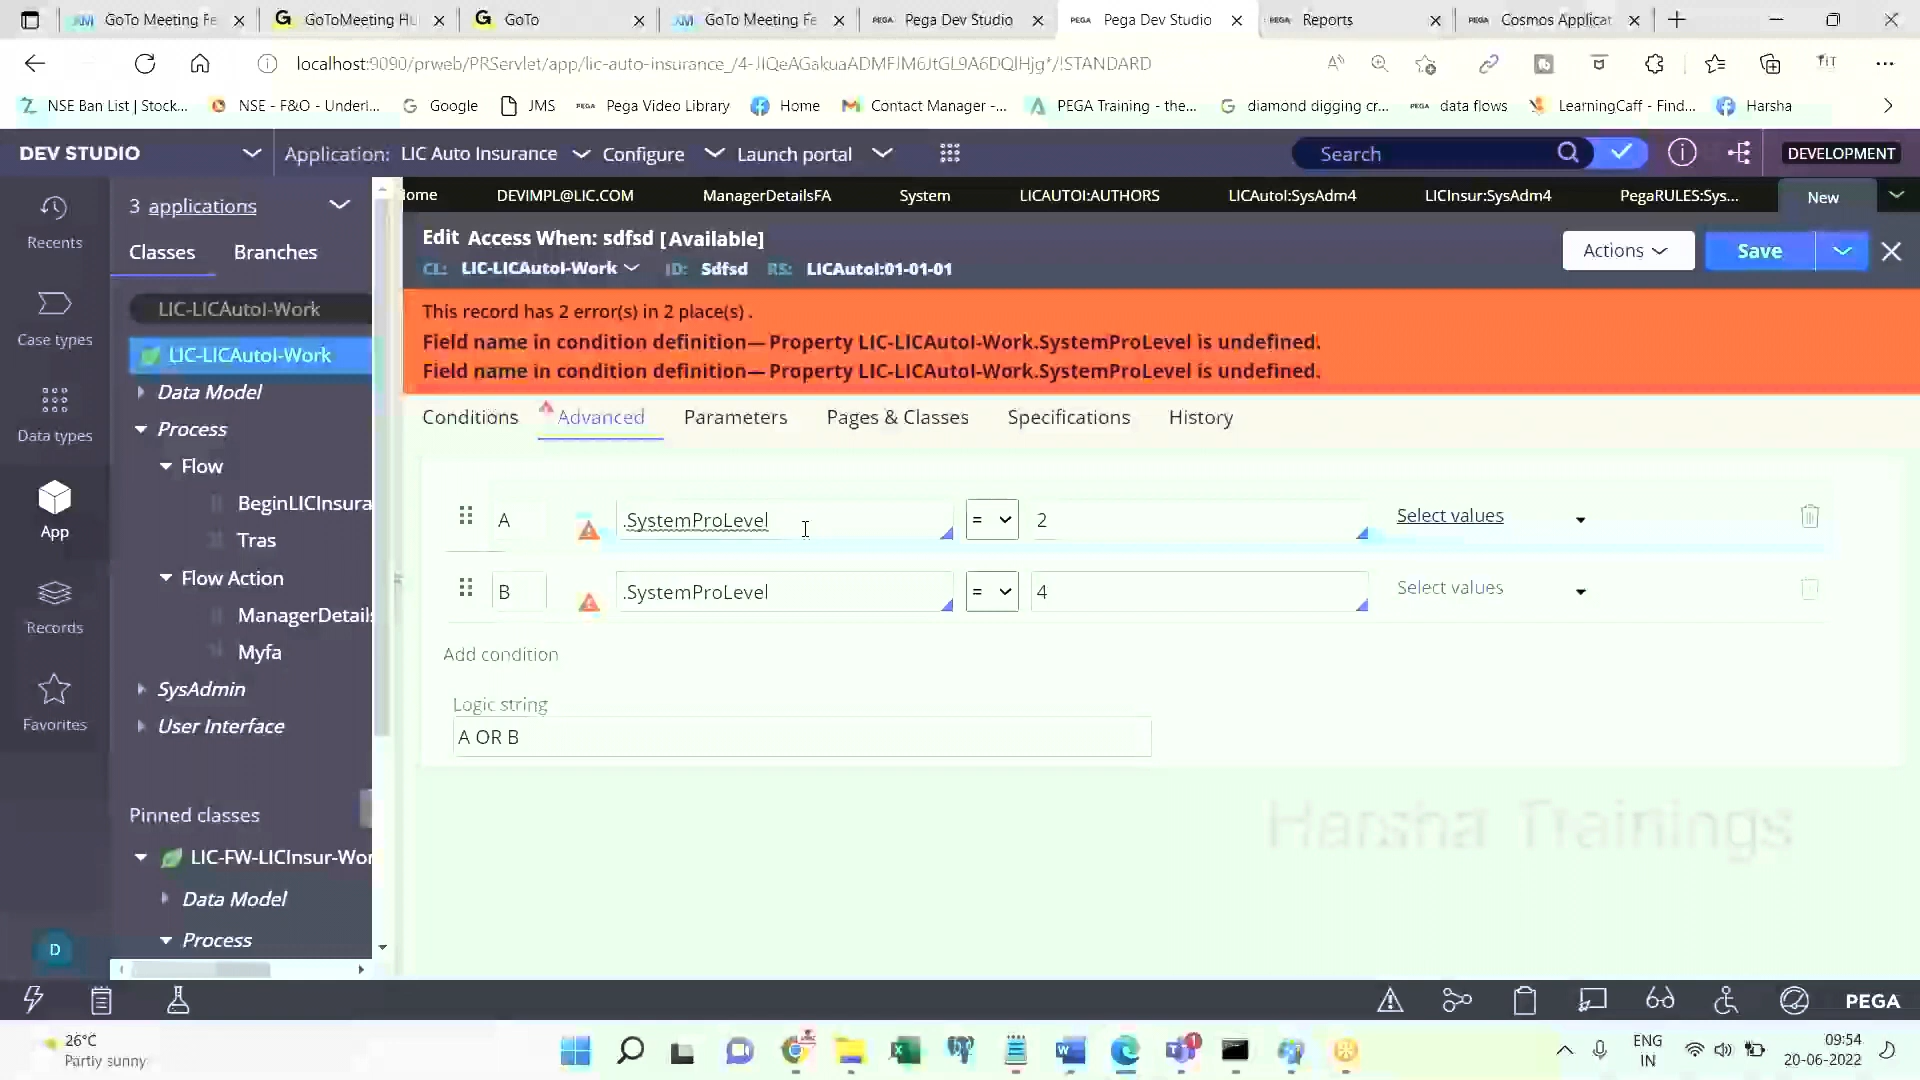 GoTo Meeting Fe
GoToMeeting HU
GoTo
GoTo Meeting Fe
PEGA Pega Dev Studio
PEGA Pega Dev Studio
PEGA Reports
PEGA Cosmos Applicat
localhost:9090/prweb/PRServlet/app/lic-auto-insurance_/4-JIQeAGakuaADMFJM6JtGL9A6DQlHjg*/!STANDARD
NSE Ban List | Stock...
NSE - F&O - Underl...
Google
JMS
PEGA Pega Video Library
Home
Contact Manager -...
PEGA Training - the...
diamond digging cr...
PEGA data flows
LearningCaff - Find...
Harsha
DEV STUDIO
Application: LIC Auto Insurance
Configure
Launch portal
Search
DEVELOPMENT
Recents
Case types
Data types
App
Records
Favorites
D
3 applications
Classes
Branches
LIC-LICAutoI-Work
LIC-LICAutoI-Work
Data Model
Process
Flow
BeginLICInsura
Tras
Flow Action
ManagerDetails
Myfa
SysAdmin
User Interface
Pinned classes
LIC-FW-LICInsur-Wor
Data Model
Process
ome
DEVIMPL@LIC.COM
ManagerDetailsFA
System
LICAUTOI:AUTHORS
LICAutoI:SysAdm4
LICInsur:SysAdm4
PegaRULES:Sys...
New
Edit Access When: sdfsd [Available]
CL: LIC-LICAutoI-Work ID: Sdfsd RS: LICAutoI:01-01-01
Actions
Save
This record has 2 error(s) in 2 place(s) .
Field name in condition definition— Property LIC-LICAutoI-Work.SystemProLevel is undefined.
Field name in condition definition— Property LIC-LICAutoI-Work.SystemProLevel is undefined.
Conditions
Advanced
Parameters
Pages & Classes
Specifications
History
A .SystemProLevel = 2 Select values
B .SystemProLevel = 4 Select values
Add condition
Logic string
A OR B
Harsha Trainings
PEGA
26°C
Partly sunny
1
ENG
IN
09:54
20-06-2022